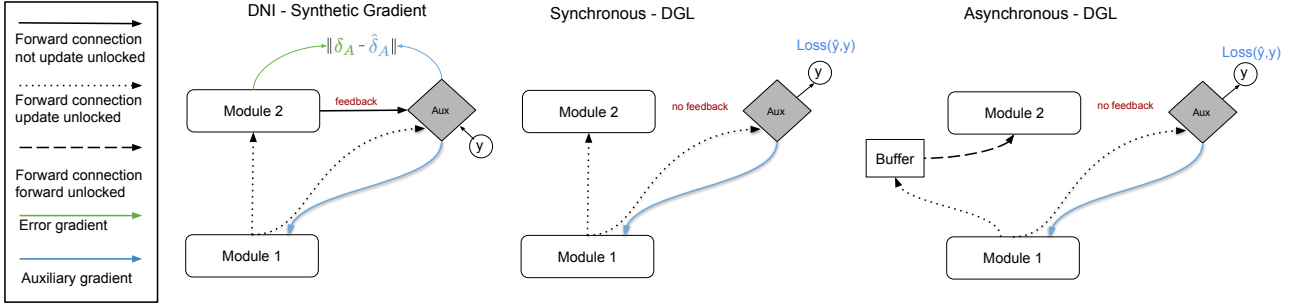 Forward connection
not update unlocked
Forward connection
update unlocked
Forward connection
forward unlocked
Error gradient
Auxiliary gradient
DNI - Synthetic Gradient
‖δ_A - δ̂_A‖
Module 2
feedback
Aux
y
Module 1
Synchronous - DGL
Loss(ŷ,y)
y
Module 2
no feedback
Aux
Module 1
Asynchronous - DGL
Loss(ŷ,y)
y
Module 2
no feedback
Aux
Buffer
Module 1